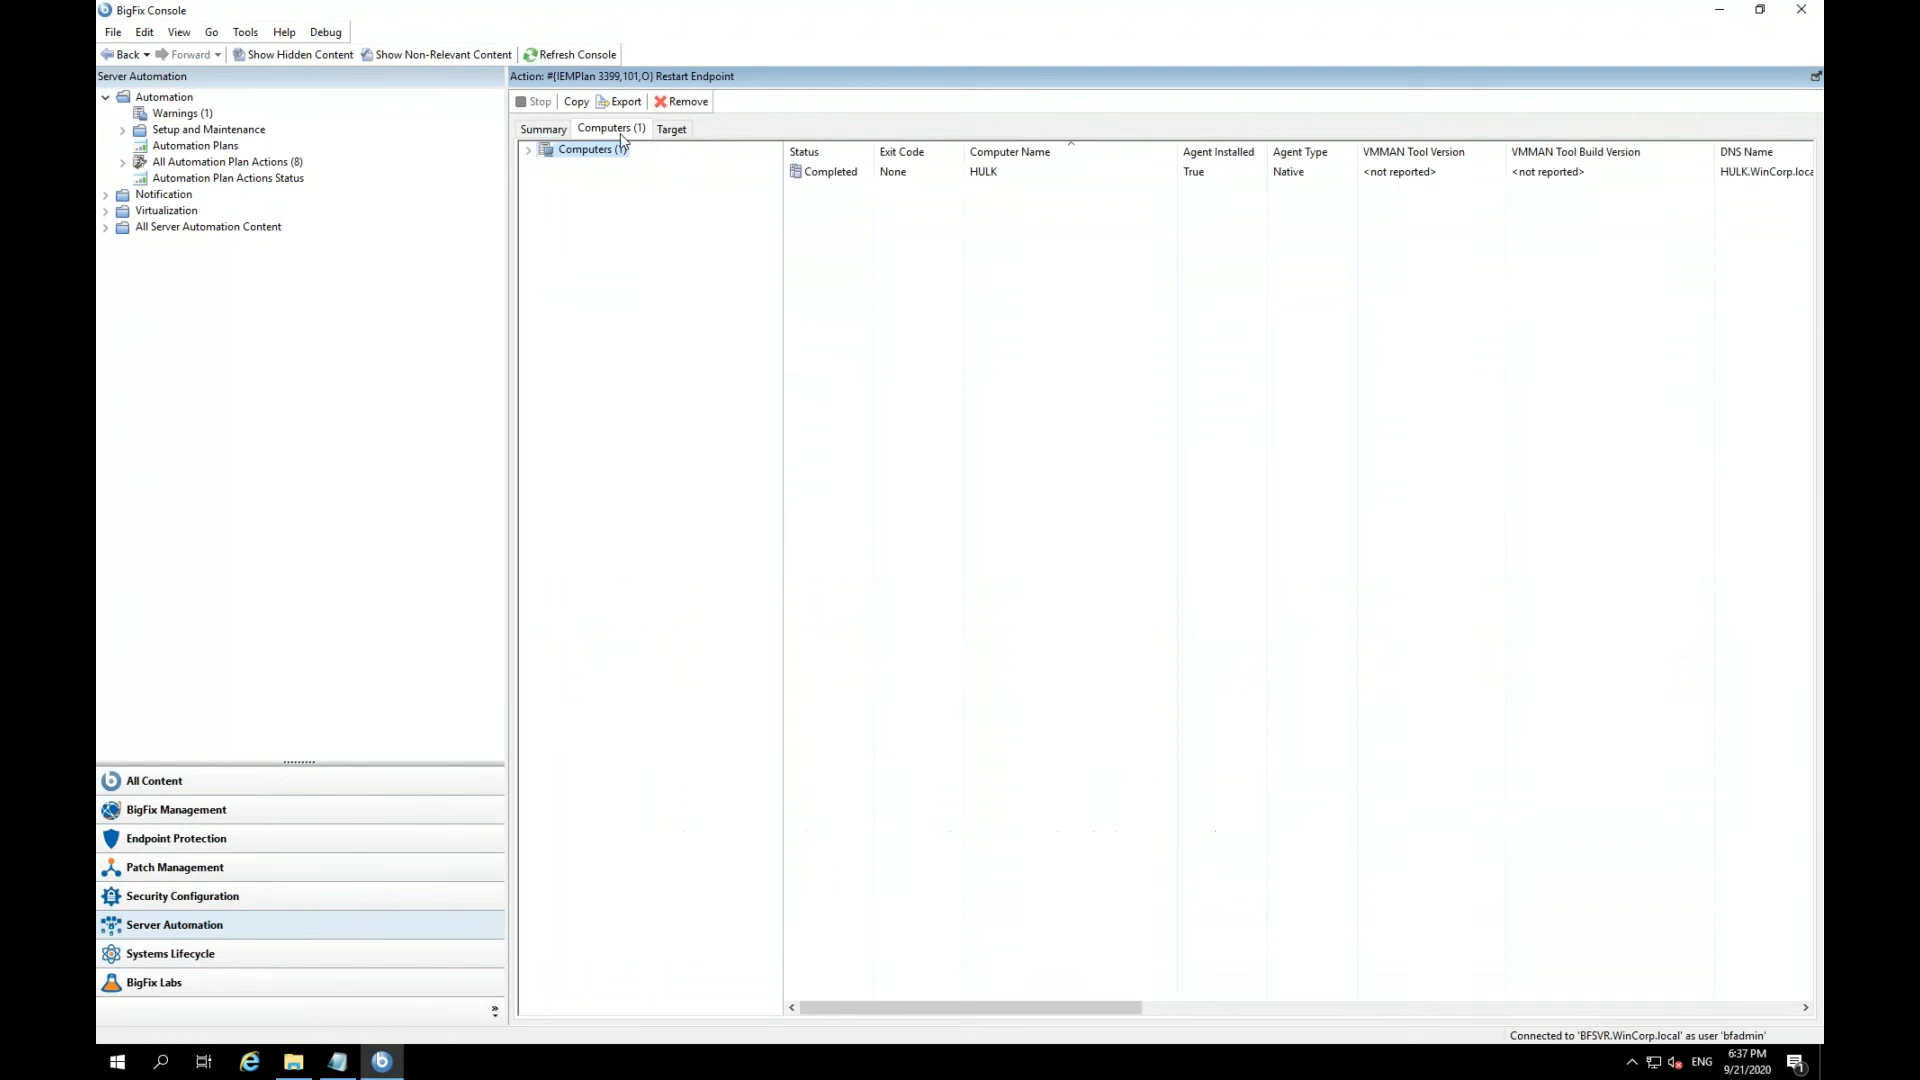 BigFix Console
File Edit View Go Tools Help Debug
Back Forward Show Hidden Content Show Non-Relevant Content Refresh Console
Server Automation
Action: #{IEMPlan 3399,101,O} Restart Endpoint
Automation
Warnings (1)
Setup and Maintenance
Automation Plans
All Automation Plan Actions (8)
Automation Plan Actions Status
Notification
Virtualization
All Server Automation Content
Stop Copy Export Remove
Summary Computers (1) Target
Computers (1)
Status Exit Code Computer Name Agent Installed Agent Type VMMAN Tool Version VMMAN Tool Build Version DNS Name
Completed None HULK True Native <not reported> <not reported> HULK.WinCorp.loca
All Content
BigFix Management
Endpoint Protection
Patch Management
Security Configuration
Server Automation
Systems Lifecycle
BigFix Labs
Connected to 'BFSVR.WinCorp.local' as user 'bfadmin'
ENG
6:37 PM
9/21/2020
1